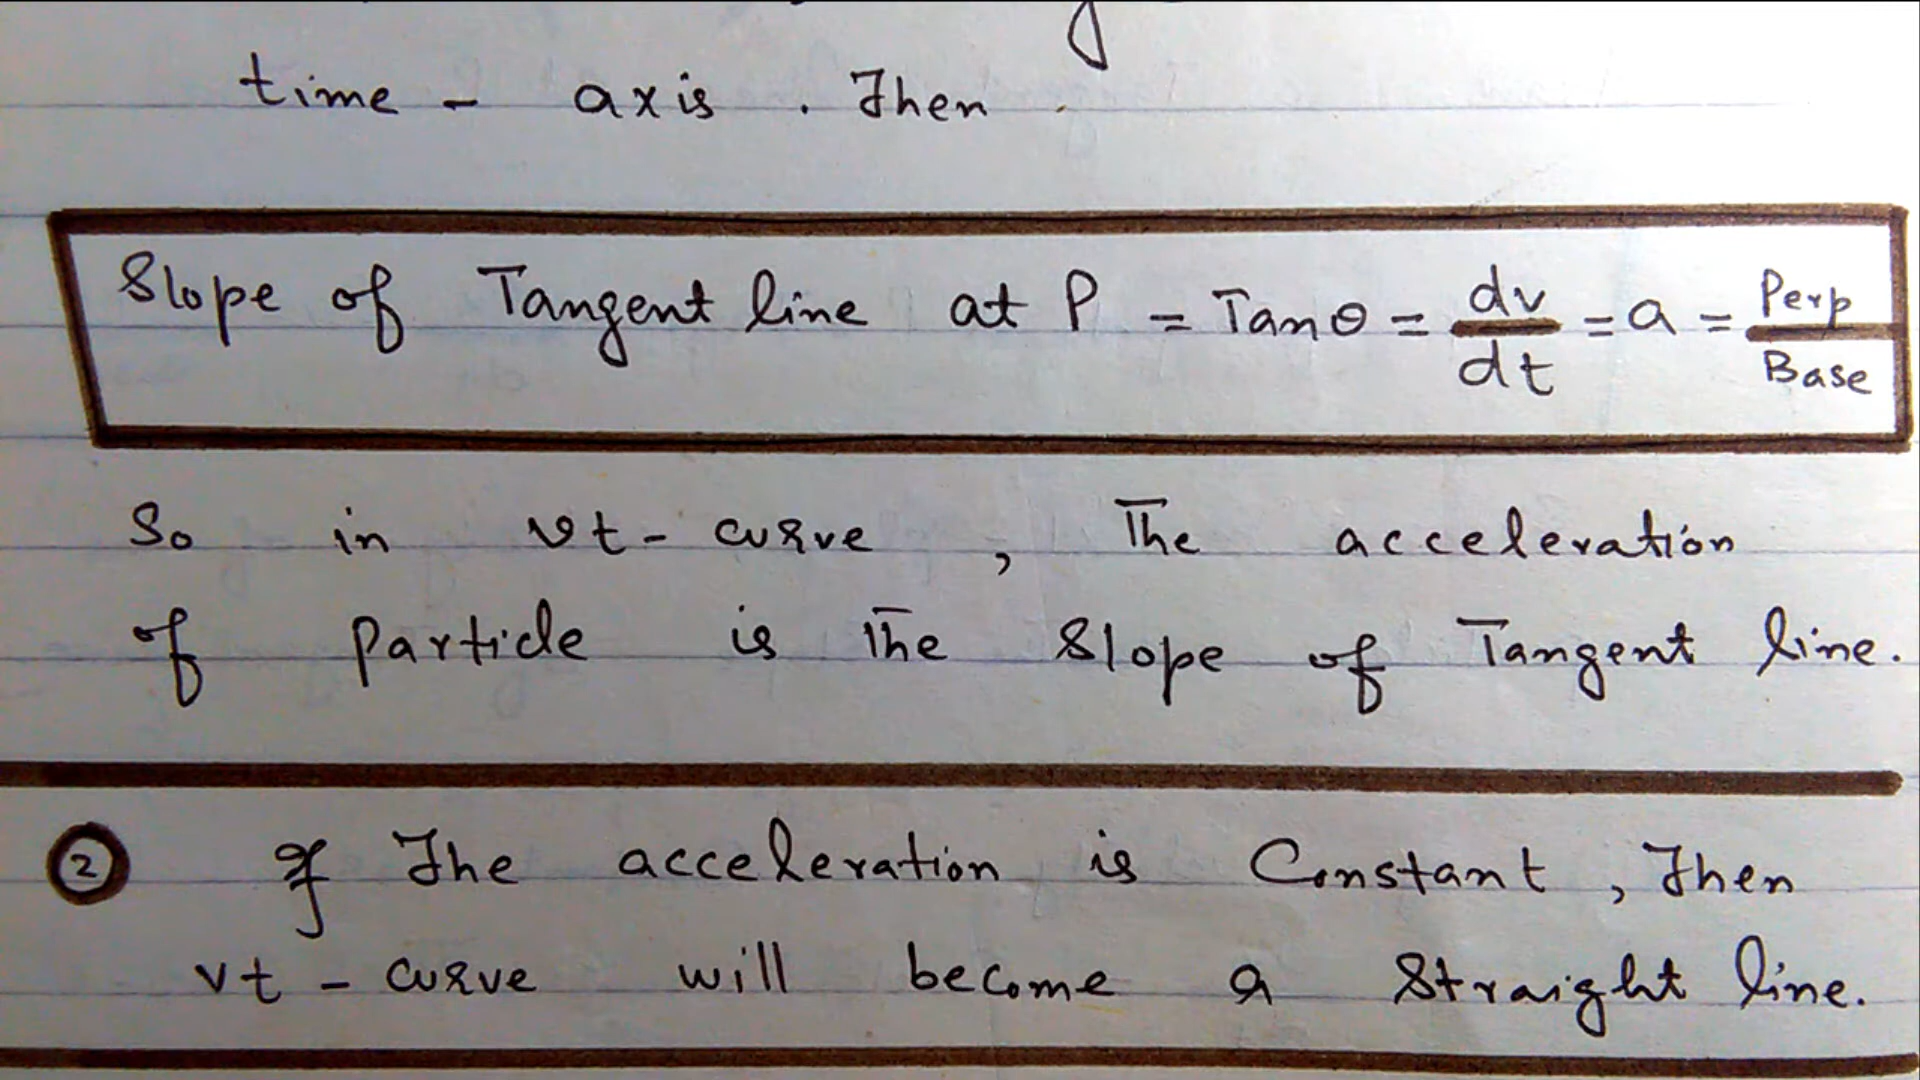 time - axis . Then
Slope of Tangent line at P = Tanθ = dv/dt = a = Perp/Base
So in vt - curve , The acceleration
of Particle is The Slope of Tangent line.
2 If The acceleration is Constant , Then
vt - curve will become a Straight line.